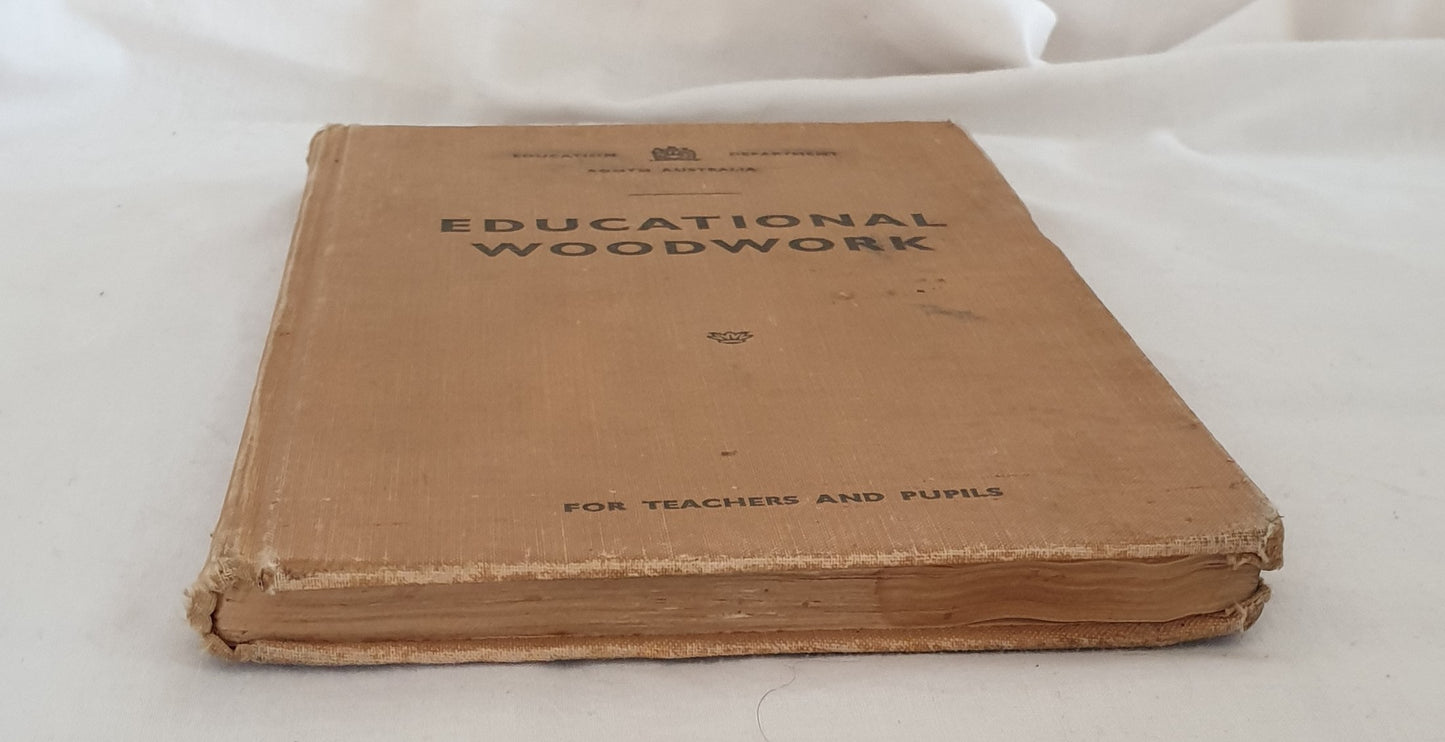 EDUCATION DEPARTMENT
SOUTH AUSTRALIA
EDUCATIONAL
WOODWORK
FOR TEACHERS AND PUPILS